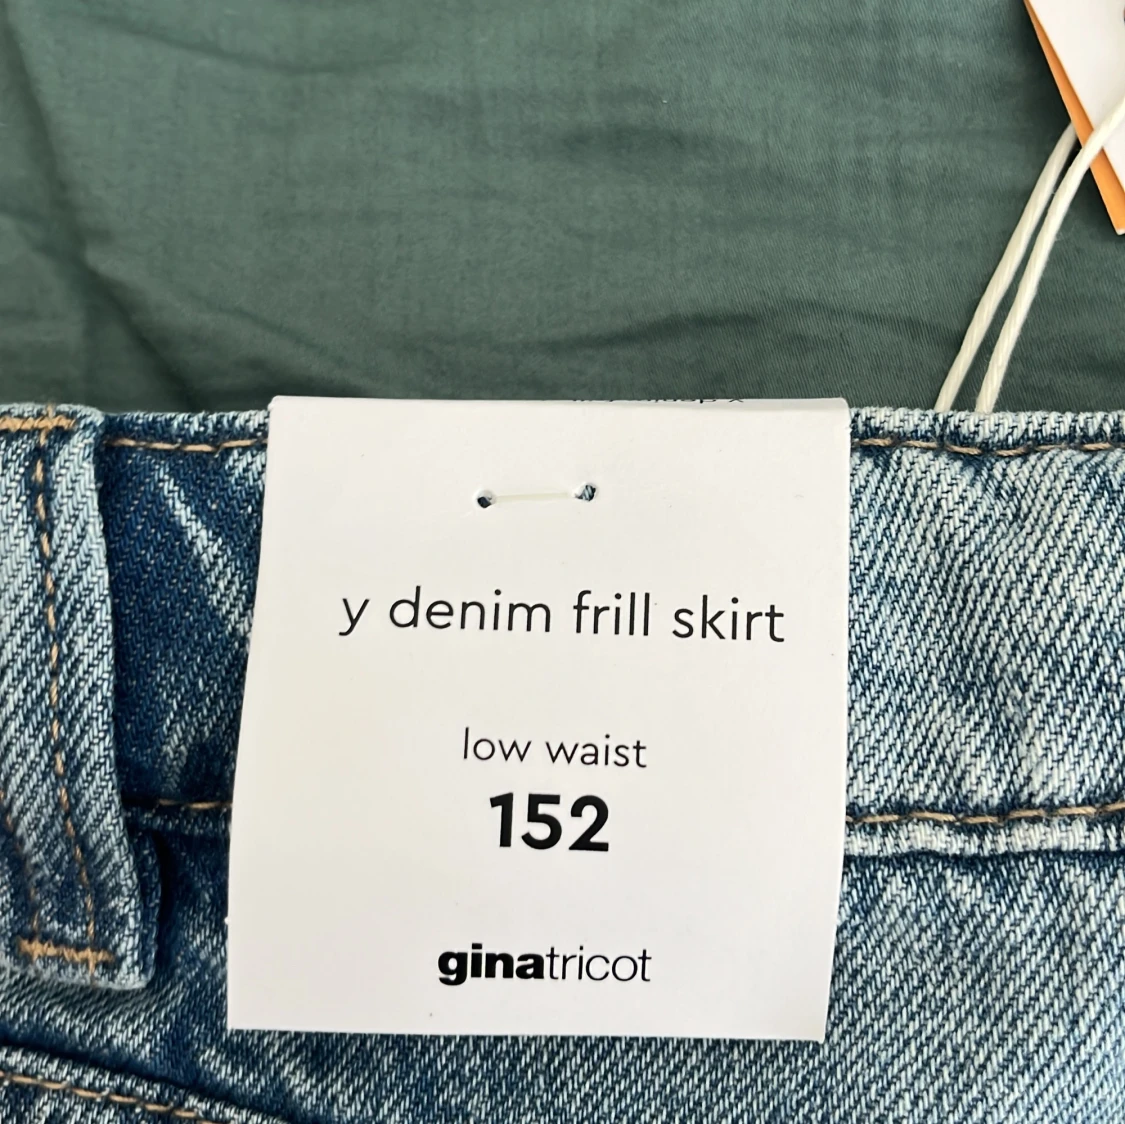 y denim frill skirt
low waist
152
ginatricot